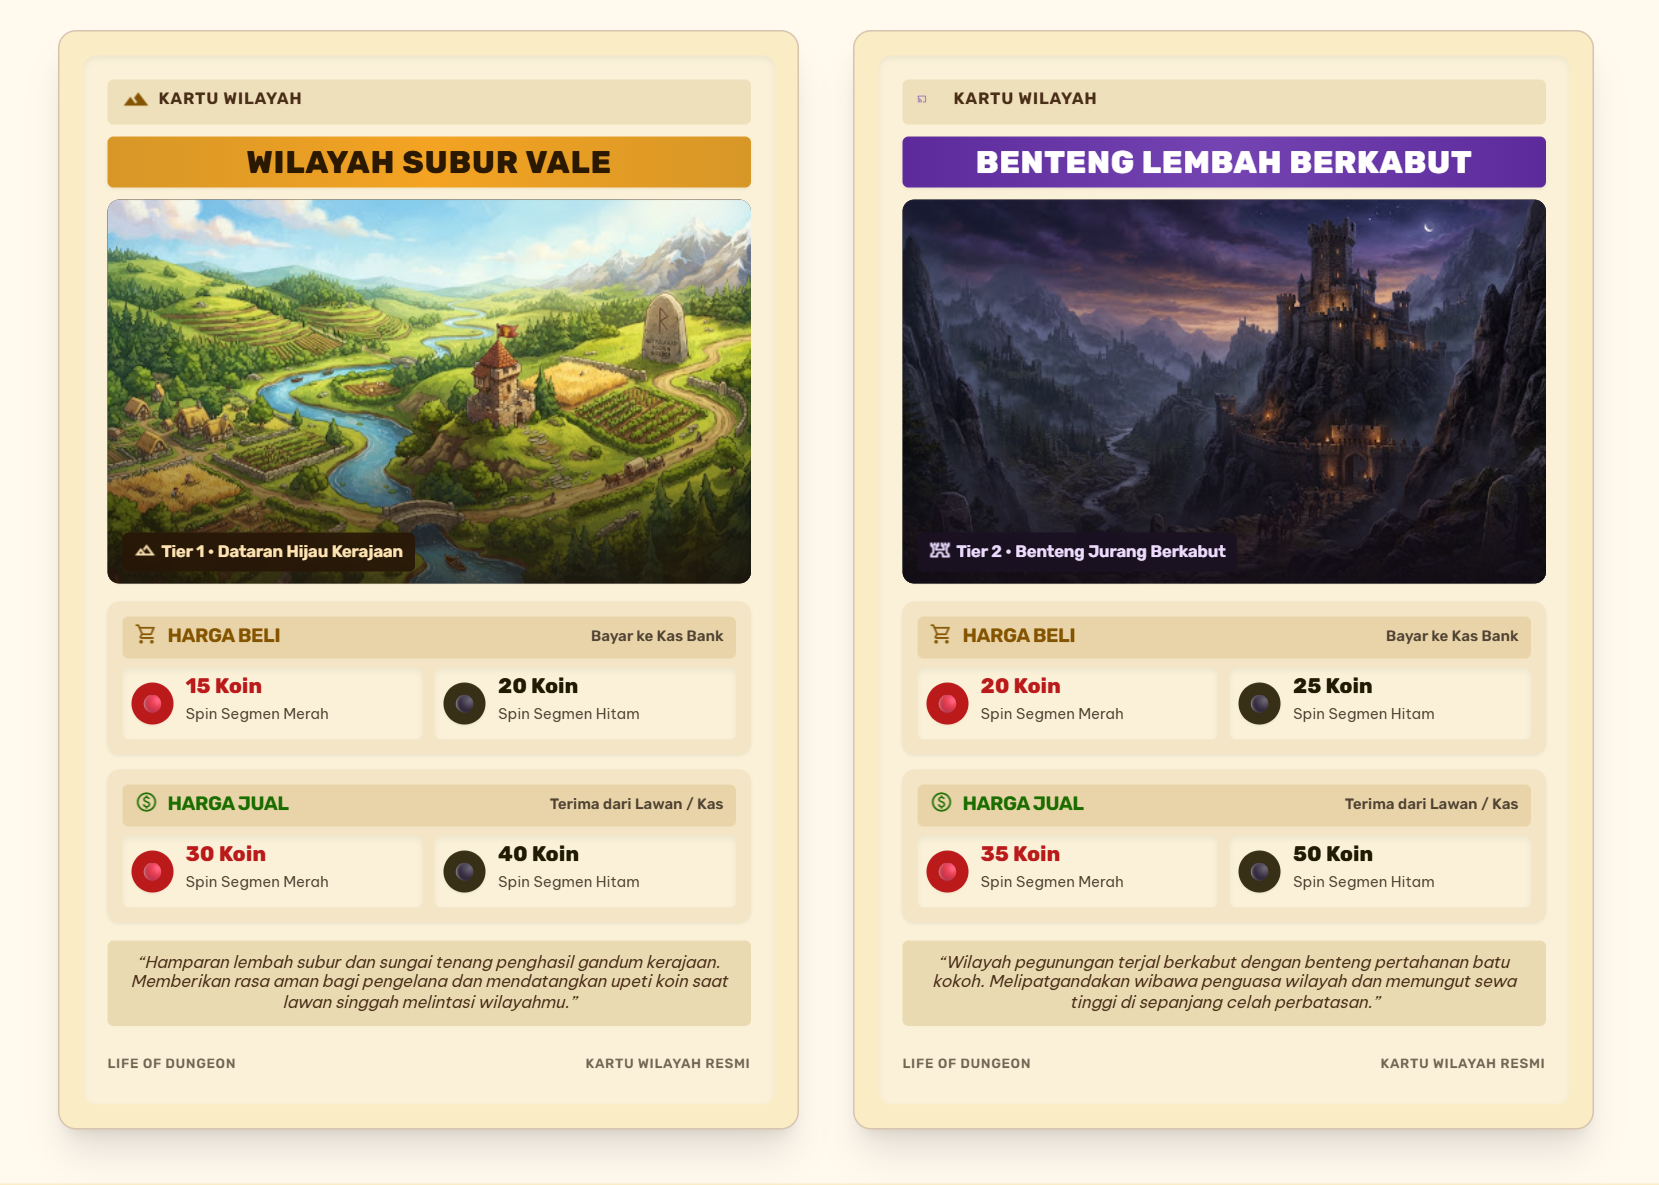 KARTU WILAYAH
WILAYAH SUBUR VALE
Tier 1 • Dataran Hijau Kerajaan
HARGA BELI
Bayar ke Kas Bank
15 Koin
Spin Segmen Merah
20 Koin
Spin Segmen Hitam
HARGA JUAL
Terima dari Lawan / Kas
30 Koin
Spin Segmen Merah
40 Koin
Spin Segmen Hitam
“Hamparan lembah subur dan sungai tenang penghasil gandum kerajaan.
Memberikan rasa aman bagi pengelana dan mendatangkan upeti koin saat
lawan singgah melintasi wilayahmu.”
LIFE OF DUNGEON
KARTU WILAYAH RESMI
KARTU WILAYAH
BENTENG LEMBAH BERKABUT
Tier 2 • Benteng Jurang Berkabut
HARGA BELI
Bayar ke Kas Bank
20 Koin
Spin Segmen Merah
25 Koin
Spin Segmen Hitam
HARGA JUAL
Terima dari Lawan / Kas
35 Koin
Spin Segmen Merah
50 Koin
Spin Segmen Hitam
“Wilayah pegunungan terjal berkabut dengan benteng pertahanan batu
kokoh. Melipatgandakan wibawa penguasa wilayah dan memungut sewa
tinggi di sepanjang celah perbatasan.”
LIFE OF DUNGEON
KARTU WILAYAH RESMI